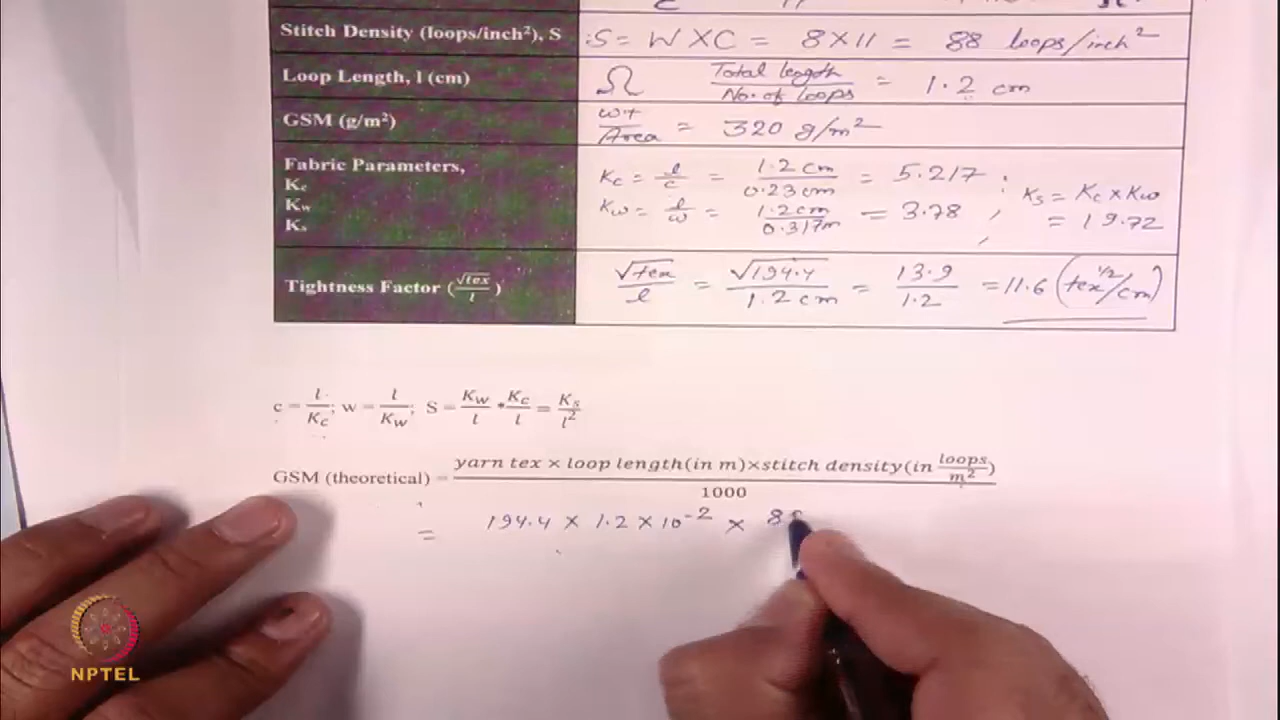 Stitch Density (loops/inch²), S :S = W X C = 8 X 11 = 88 loops/inch²
Loop Length, l (cm) Ω Total length / No. of loops = 1.2 cm
GSM (g/m²) wt / Area = 320 g/m²
Fabric Parameters,
Kc Kc = l/c = 1.2 cm / 0.23 cm = 5.217 ;
Kw Kw = l/w = 1.2cm / 0.317m = 3.78 , Ks = Kc x Kw
Ks = 19.72
Tightness Factor (√tex / l) √tex / l = √194.4 / 1.2 cm = 13.9 / 1.2 = 11.6 (tex^1/2/cm)
c = l/Kc; w = l/Kw; S = Kw/l * Kc/l = Ks/l²
GSM (theoretical) = yarn tex × loop length(in m)×stitch density(in loops/m²) / 1000
= 194.4 X 1.2 X 10⁻² X
NPTEL